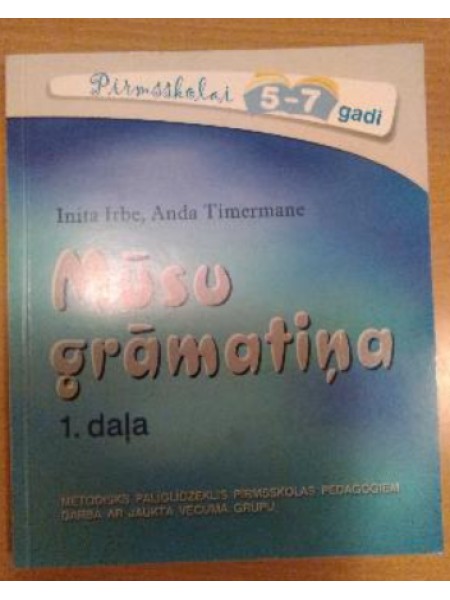 Pirmsskolai 5-7 gadi
Inita Irbe, Anda Timermane
Mūsu
grāmatiņa
1. daļa
METODISKS PALĪGLĪDZEKLIS PIRMSSKOLAS PEDAGOGIEM
DARBĀ AR JAUKTA VECUMA GRUPU